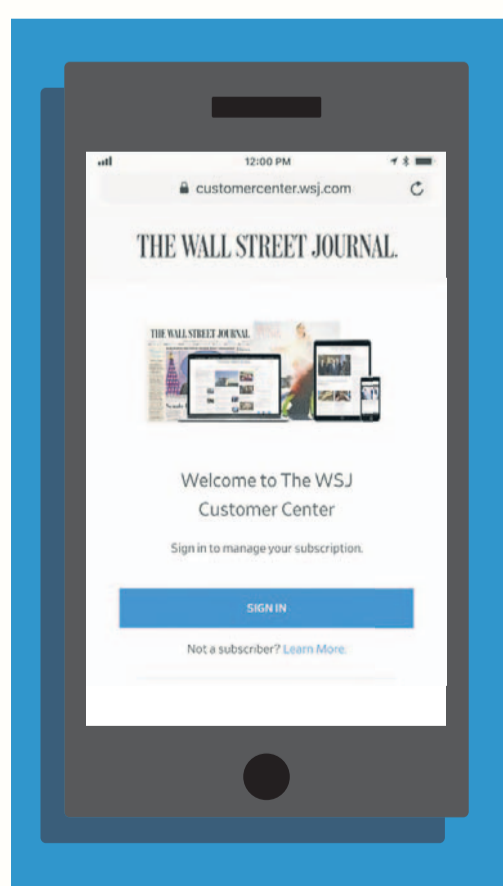 12:00 PM
customercenter.wsj.com
THE WALL STREET JOURNAL.
THE WALL STREET JOURNAL.
Welcome to The WSJ
Customer Center
Sign in to manage your subscription.
SIGN IN
Not a subscriber? Learn More.